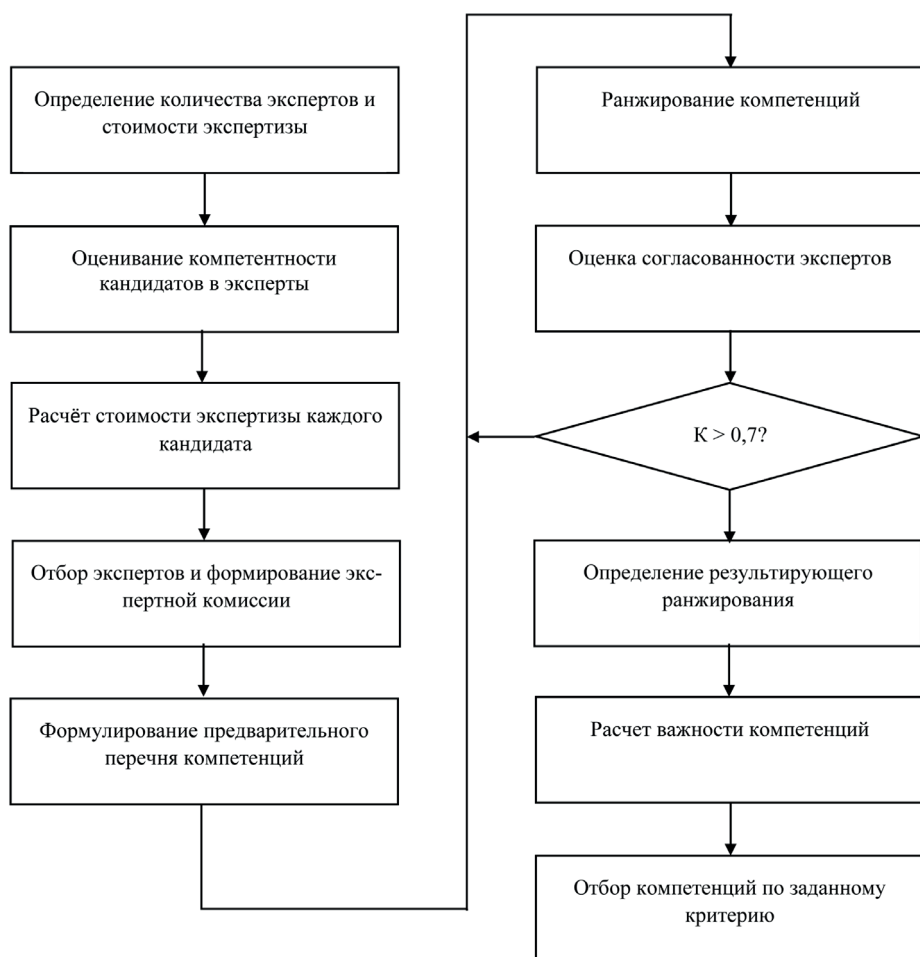 Определение количества экспертов и
стоимости экспертизы
Оценивание компетентности
кандидатов в эксперты
Расчёт стоимости экспертизы каждого
кандидата
Отбор экспертов и формирование экс-
пертной комиссии
Формулирование предварительного
перечня компетенций
Ранжирование компетенций
Оценка согласованности экспертов
К > 0,7?
Определение результирующего
ранжирования
Расчет важности компетенций
Отбор компетенций по заданному
критерию